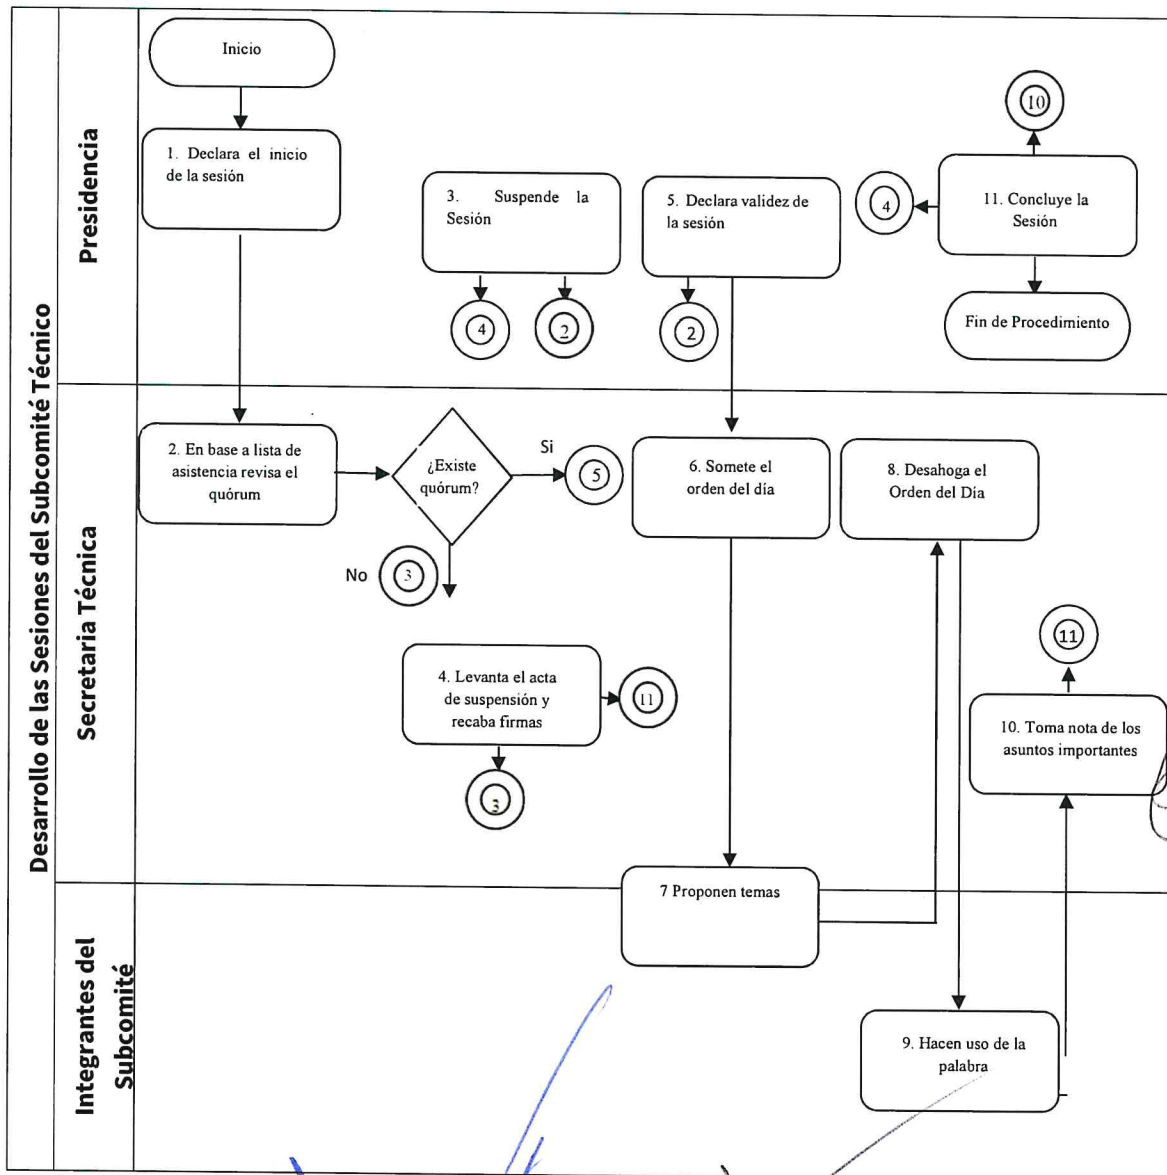 Desarrollo de las Sesiones del Subcomité Técnico
Presidencia
Inicio
1. Declara el inicio
de la sesión
3. Suspende la
Sesión
4
2
5. Declara validez de
la sesión
2
10
4
11. Concluye la
Sesión
Fin de Procedimiento
Secretaria Técnica
2. En base a lista de
asistencia revisa el
quórum
¿Existe
quórum?
Si
5
No
3
4. Levanta el acta
de suspensión y
recaba firmas
11
3
6. Somete el
orden del día
8. Desahoga el
Orden del Día
11
10. Toma nota de los
asuntos importantes
Integrantes del
Subcomité
7 Proponen temas
9. Hacen uso de la
palabra